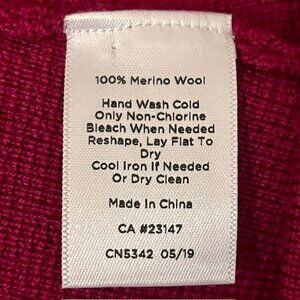 100% Merino Wool
Hand Wash Cold
Only Non-Chlorine
Bleach When Needed
Reshape, Lay Flat To
Dry
Cool Iron If Needed
Or Dry Clean
Made In China
CA #23147
CN5342 05/19